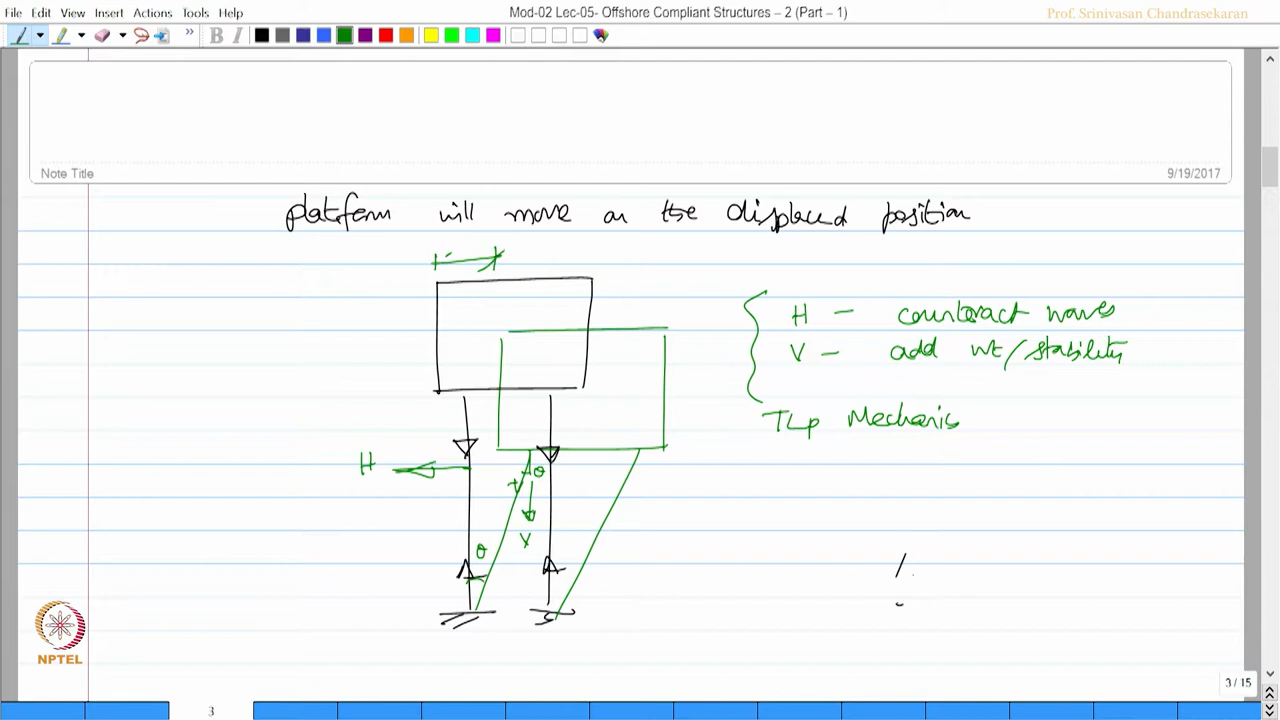 File Edit View Insert Actions Tools Help
Mod-02 Lec-05- Offshore Compliant Structures – 2 (Part – 1)
Prof. Srinivasan Chandrasekaran
B I
Note Title
9/19/2017
platform will move on the displaced position
H — counteract waves
V — add wt/stability
TLP Mechanis
H
θ
V
θ
NPTEL
3 / 15
3